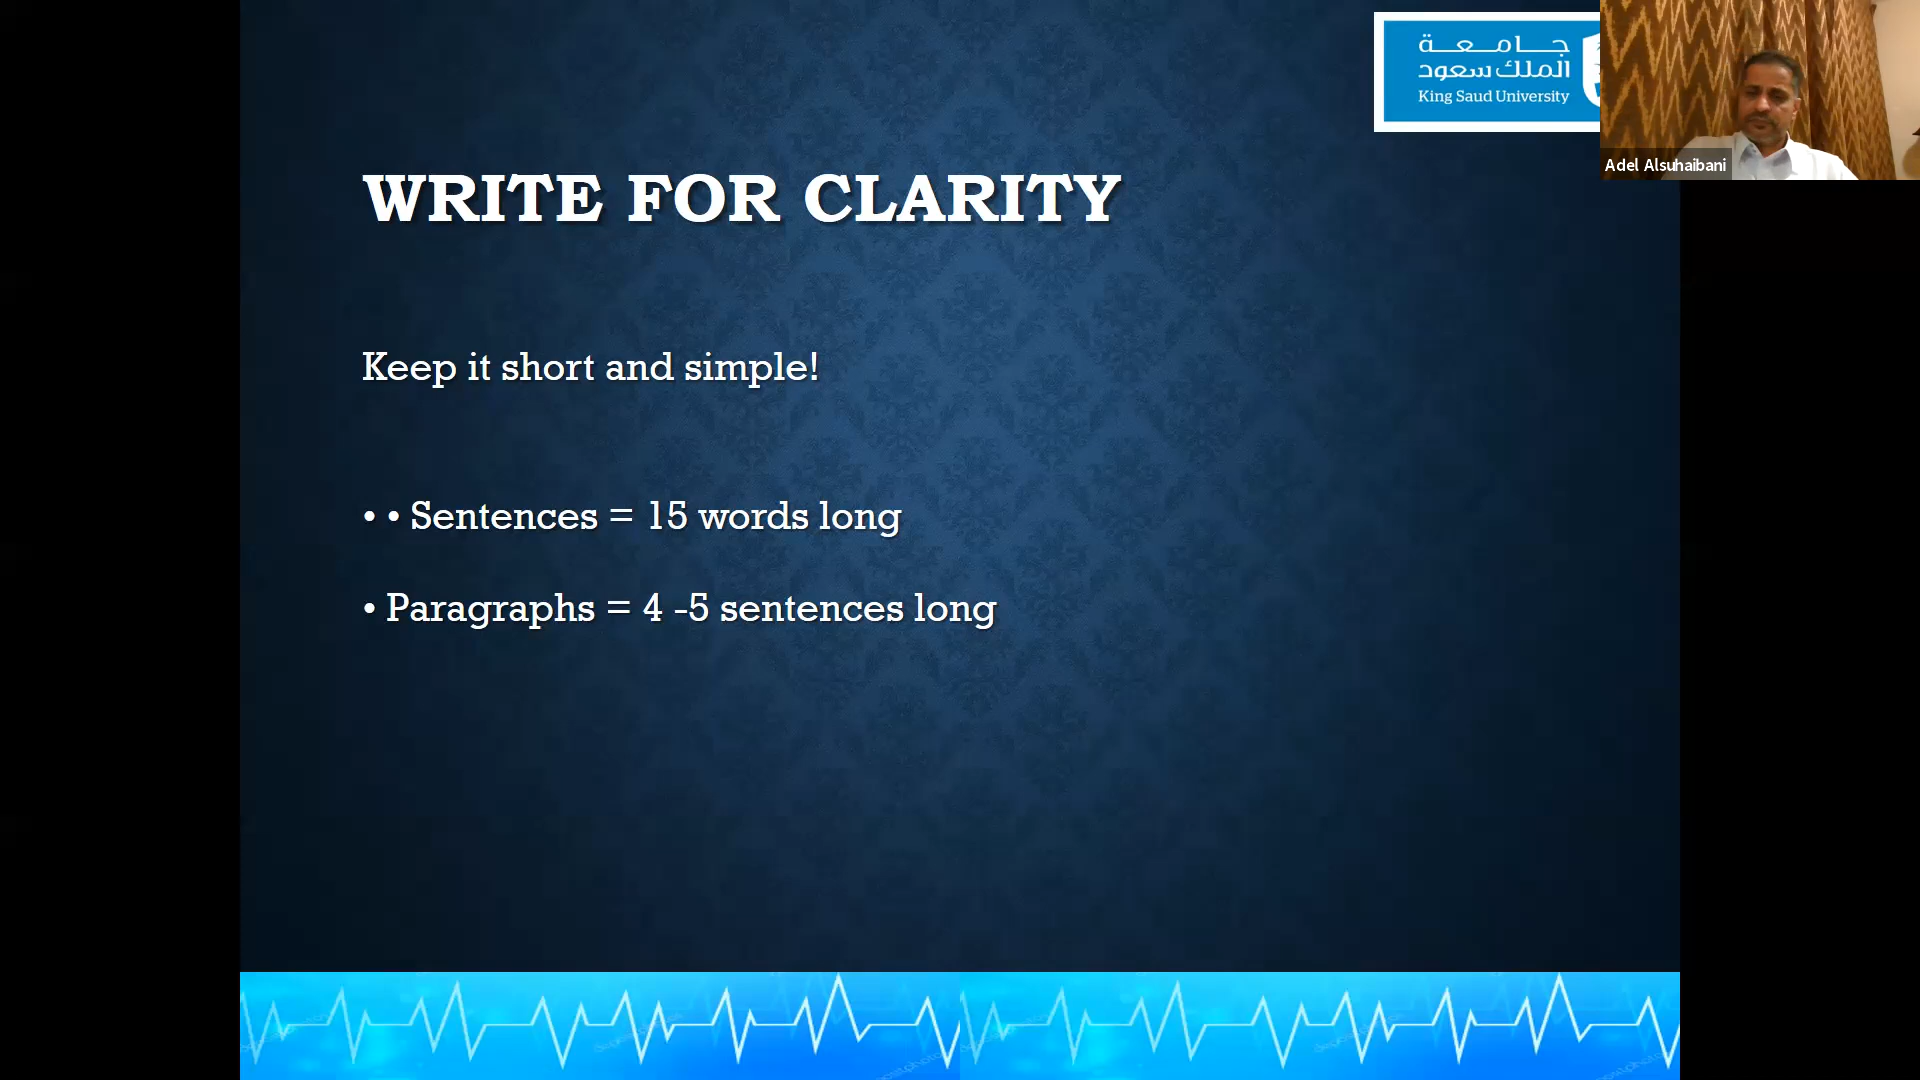 جامعة
الملك سعود
King Saud University
Adel Alsuhaibani
WRITE FOR CLARITY
Keep it short and simple!
• • Sentences = 15 words long
• Paragraphs = 4 -5 sentences long